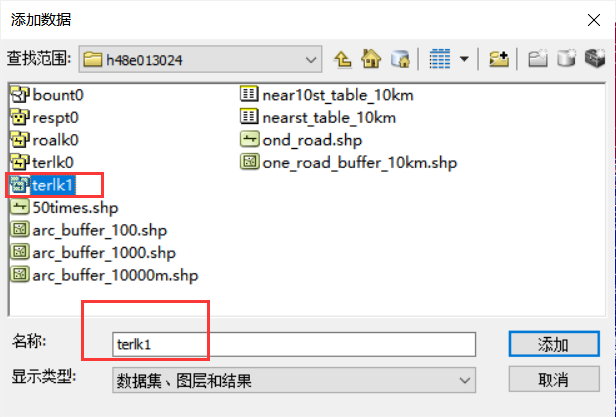 添加数据
查找范围: h48e013024
bount0
respt0
roalk0
terlk0
terlk1
50times.shp
arc_buffer_100.shp
arc_buffer_1000.shp
arc_buffer_10000m.shp
near10st_table_10km
nearst_table_10km
ond_road.shp
one_road_buffer_10km.shp
名称: terlk1 添加
显示类型: 数据集、图层和结果 取消